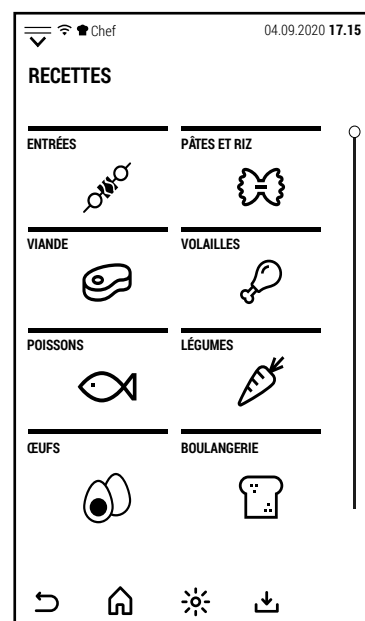 Chef 04.09.2020 17.15
RECETTES
ENTRÉES PÂTES ET RIZ
VIANDE VOLAILLES
POISSONS LÉGUMES
ŒUFS BOULANGERIE